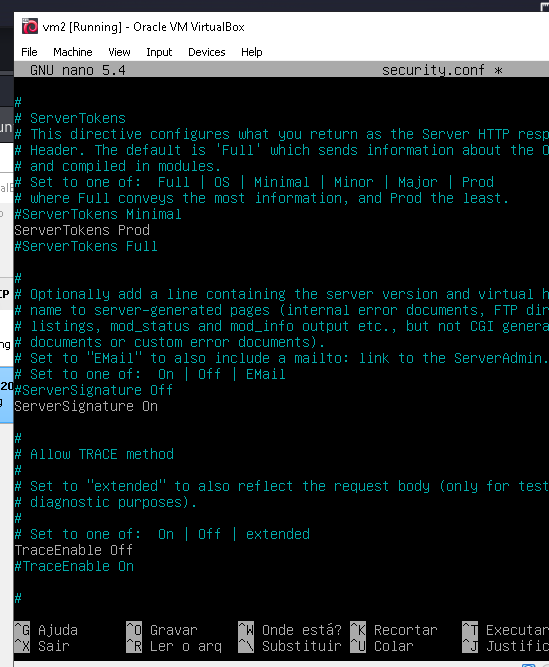 vm2 [Running] - Oracle VM VirtualBox
File Machine View Input Devices Help
GNU nano 5.4 security.conf *
#
# ServerTokens
# This directive configures what you return as the Server HTTP resp
# Header. The default is 'Full' which sends information about the O
# and compiled in modules.
# Set to one of:  Full | OS | Minimal | Minor | Major | Prod
# where Full conveys the most information, and Prod the least.
#ServerTokens Minimal
ServerTokens Prod
#ServerTokens Full
#
# Optionally add a line containing the server version and virtual h
# name to server-generated pages (internal error documents, FTP dir
# listings, mod_status and mod_info output etc., but not CGI genera
# documents or custom error documents).
# Set to "EMail" to also include a mailto: link to the ServerAdmin.
# Set to one of:  On | Off | EMail
#ServerSignature Off
ServerSignature On
#
# Allow TRACE method
#
# Set to "extended" to also reflect the request body (only for test
# diagnostic purposes).
#
# Set to one of:  On | Off | extended
TraceEnable Off
#TraceEnable On
#
^G Ajuda ^O Gravar ^W Onde está? ^K Recortar ^T Executar
^X Sair ^R Ler o arq ^\ Substituir ^U Colar ^J Justific